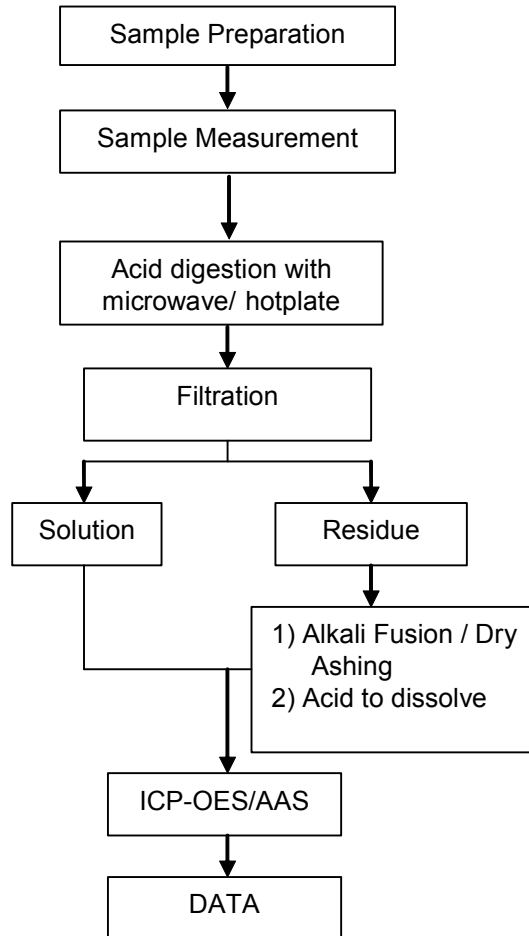 Sample Preparation
Sample Measurement
Acid digestion with
microwave/ hotplate
Filtration
Solution
Residue
1) Alkali Fusion / Dry
Ashing
2) Acid to dissolve
ICP-OES/AAS
DATA